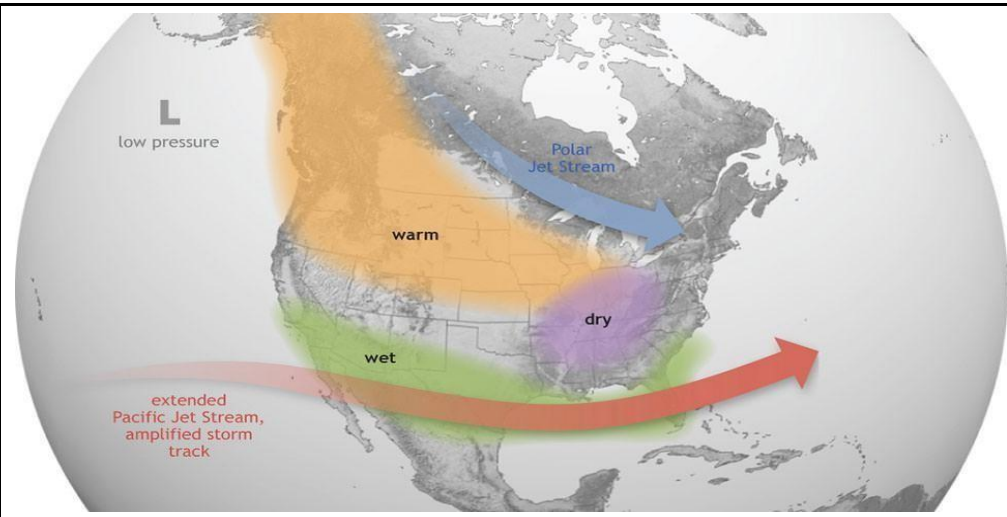 L
low pressure
Polar
Jet Stream
warm
dry
wet
extended
Pacific Jet Stream,
amplified storm
track